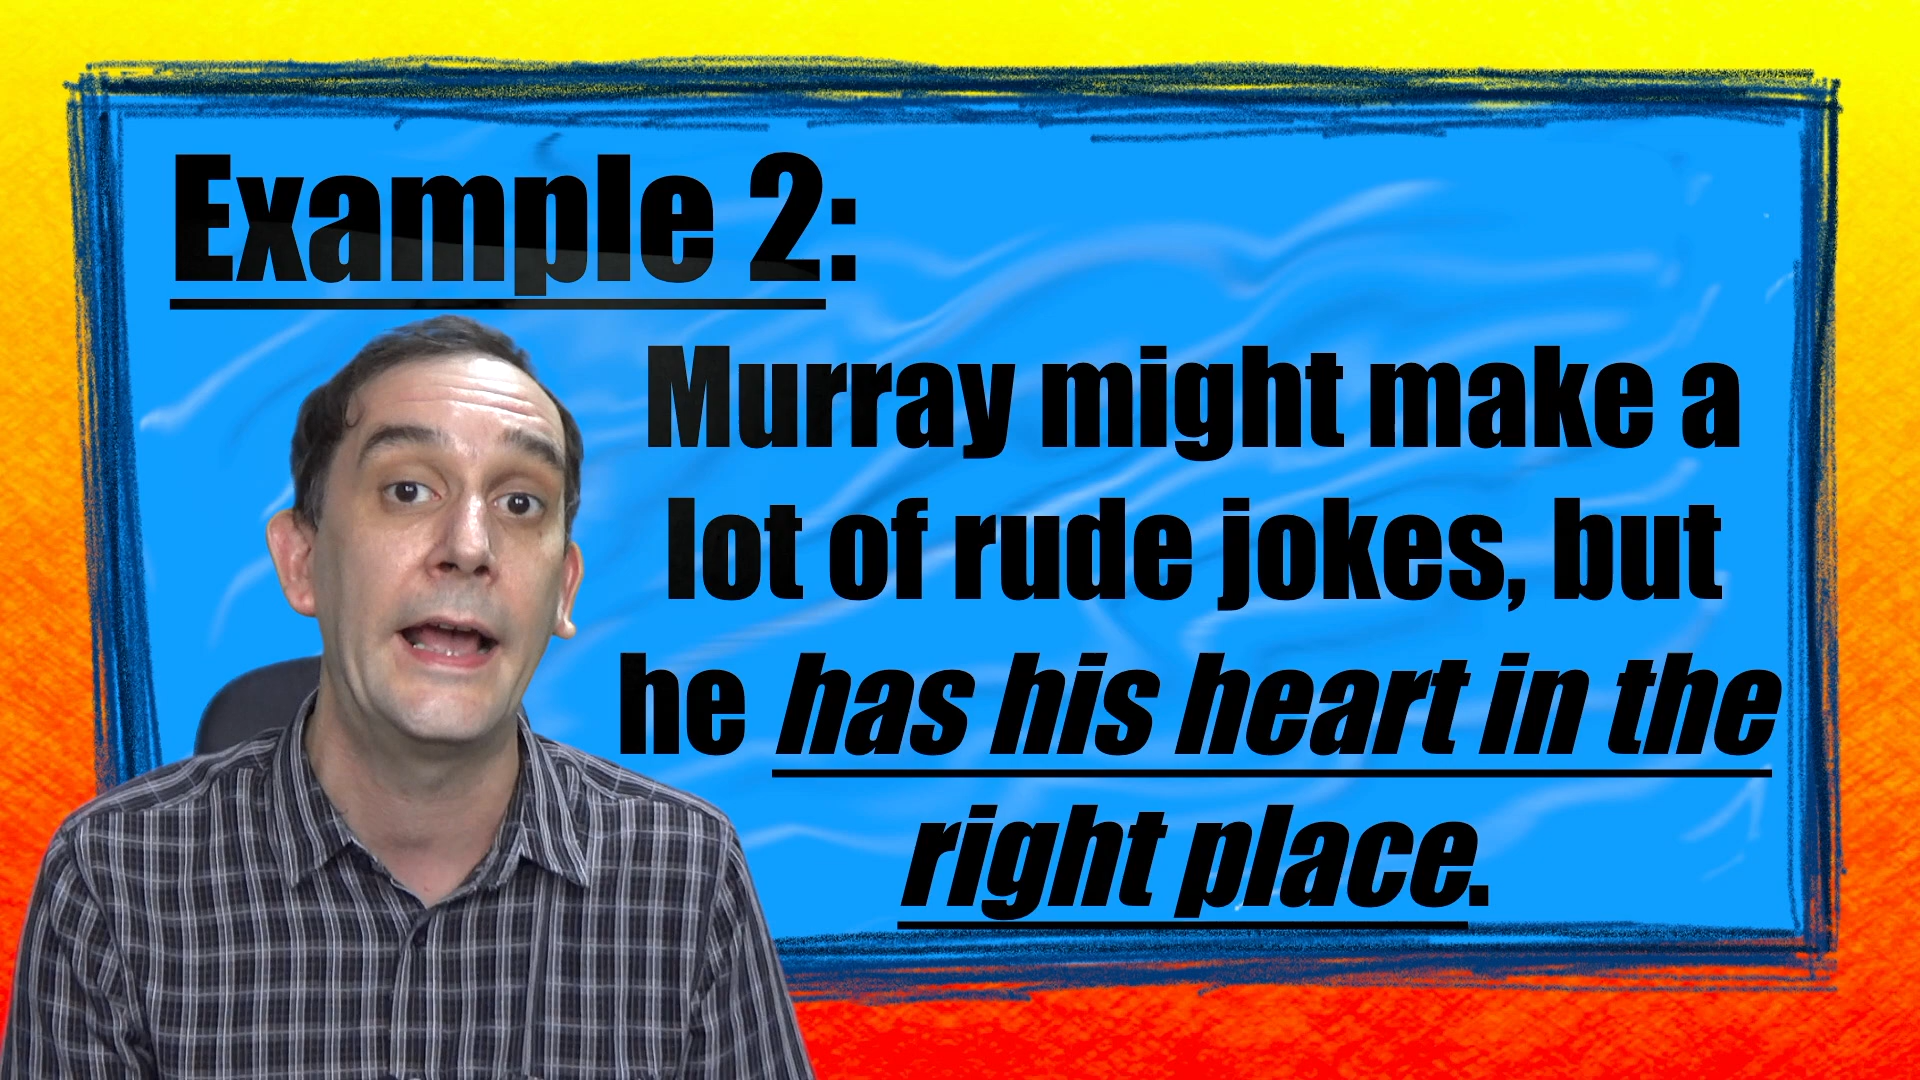 Example 2:
Murray might make a
lot of rude jokes, but
he has his heart in the
right place.